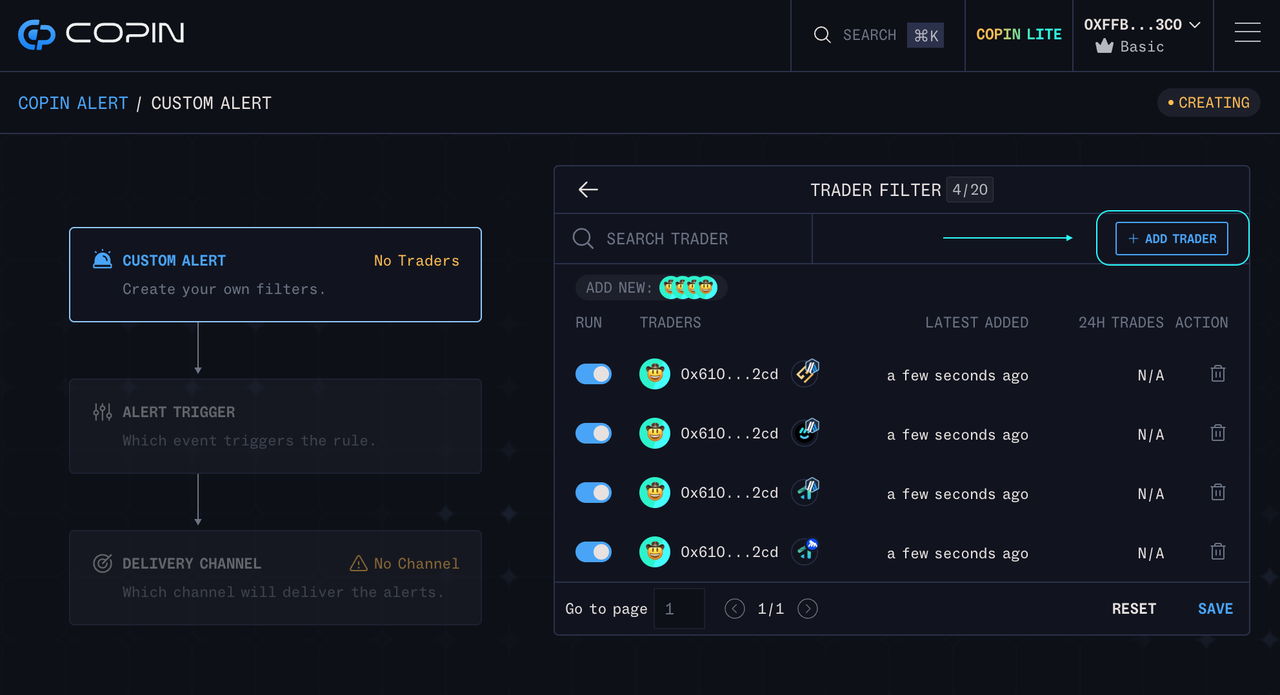 COPIN
SEARCH ⌘K
COPIN LITE
0XFFB...3C0
Basic
COPIN ALERT / CUSTOM ALERT
CREATING
CUSTOM ALERT No Traders
Create your own filters.
ALERT TRIGGER
Which event triggers the rule.
DELIVERY CHANNEL No Channel
Which channel will deliver the alerts.
TRADER FILTER 4/20
SEARCH TRADER
+ ADD TRADER
ADD NEW:
RUN TRADERS LATEST ADDED 24H TRADES ACTION
0x610...2cd a few seconds ago N/A
0x610...2cd a few seconds ago N/A
0x610...2cd a few seconds ago N/A
0x610...2cd a few seconds ago N/A
Go to page 1 1/1 RESET SAVE